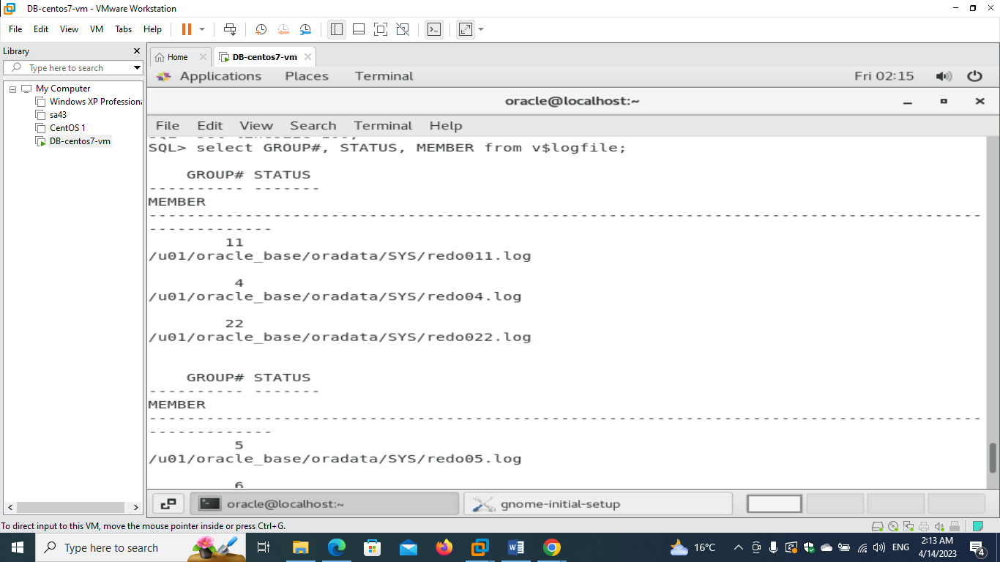 DB-centos7-vm - VMware Workstation
File Edit View VM Tabs Help
Library
Type here to search
My Computer
Windows XP Professiona
sa43
CentOS 1
DB-centos7-vm
Home DB-centos7-vm
Applications Places Terminal Fri 02:15
oracle@localhost:~
File Edit View Search Terminal Help
SQL> select GROUP#, STATUS, MEMBER from v$logfile;
GROUP# STATUS
---------- -------
MEMBER
--------------------------------------------------------------------------------------
-------------
11
/u01/oracle_base/oradata/SYS/redo011.log
4
/u01/oracle_base/oradata/SYS/redo04.log
22
/u01/oracle_base/oradata/SYS/redo022.log
GROUP# STATUS
---------- -------
MEMBER
--------------------------------------------------------------------------------------
-------------
5
/u01/oracle_base/oradata/SYS/redo05.log
6
oracle@localhost:~ gnome-initial-setup
To direct input to this VM, move the mouse pointer inside or press Ctrl+G.
Type here to search
16°C
ENG
2:13 AM
4/14/2023
4